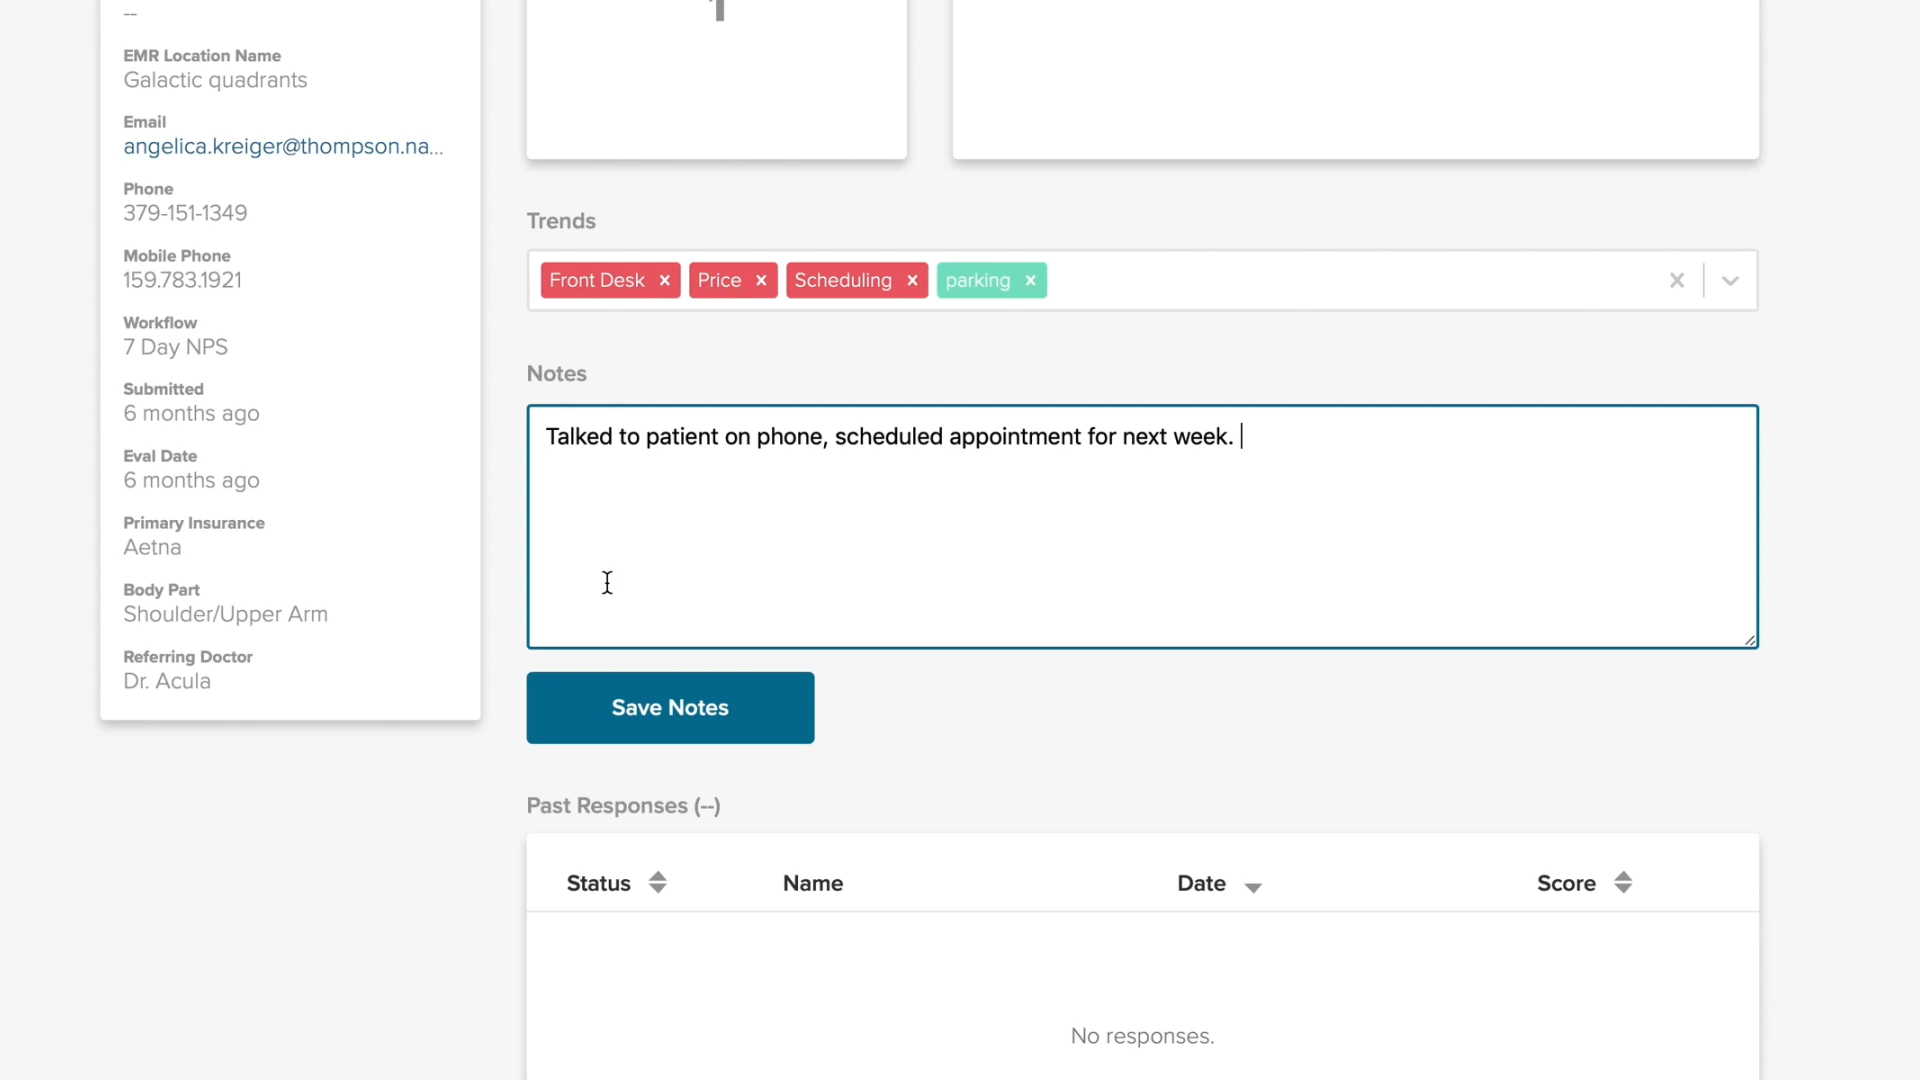 --
EMR Location Name
Galactic quadrants
Email
angelica.kreiger@thompson.na...
Phone
379-151-1349
Mobile Phone
159.783.1921
Workflow
7 Day NPS
Submitted
6 months ago
Eval Date
6 months ago
Primary Insurance
Aetna
Body Part
Shoulder/Upper Arm
Referring Doctor
Dr. Acula
Trends
Front Desk × Price × Scheduling × parking ×
Notes
Talked to patient on phone, scheduled appointment for next week.
Save Notes
Past Responses (--)
Status Name Date Score
No responses.